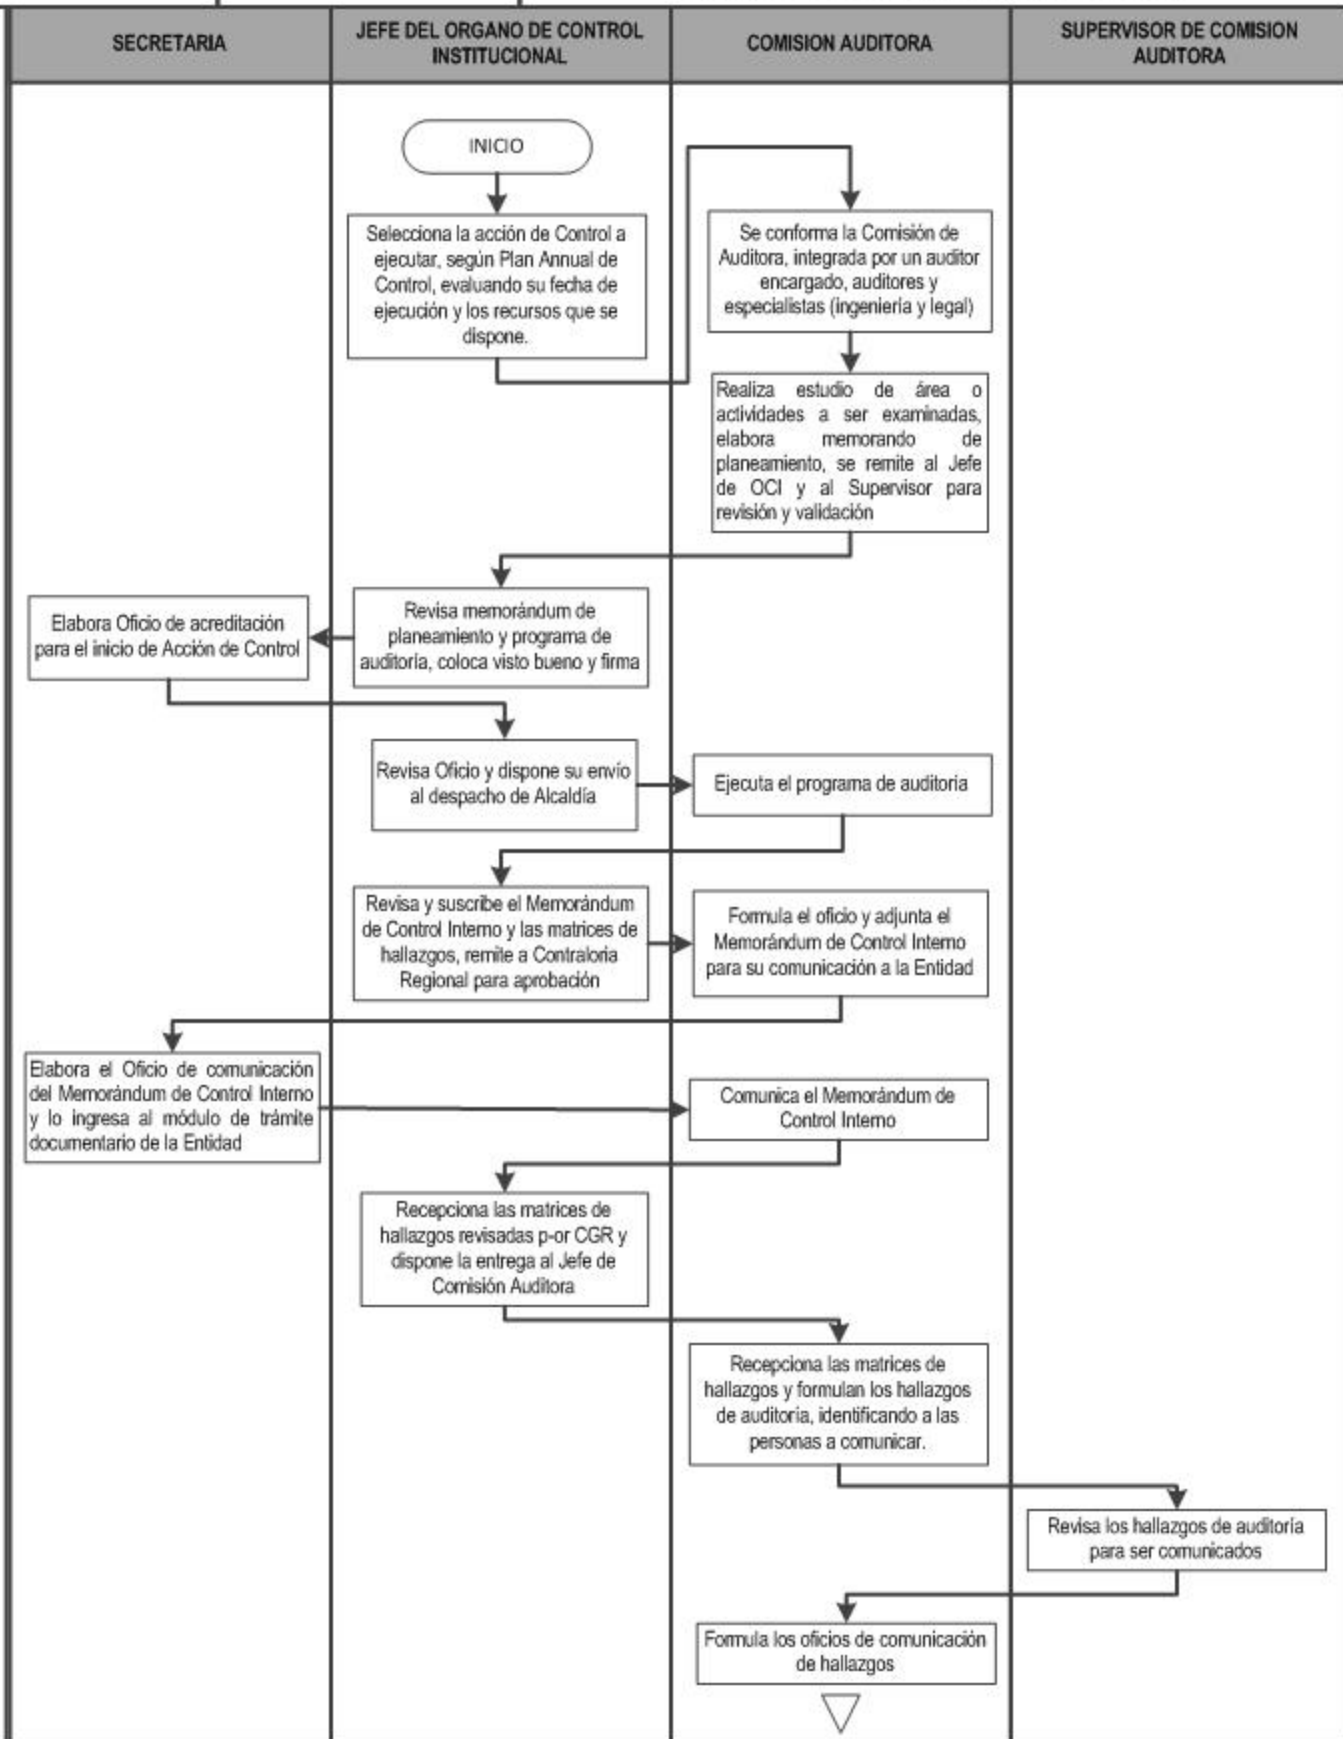 SECRETARIA
JEFE DEL ORGANO DE CONTROL
INSTITUCIONAL
COMISION AUDITORA
SUPERVISOR DE COMISION
AUDITORA
INICIO
Selecciona la acción de Control a
ejecutar, según Plan Annual de
Control, evaluando su fecha de
ejecución y los recursos que se
dispone.
Se conforma la Comisión de
Auditora, integrada por un auditor
encargado, auditores y
especialistas (ingeniería y legal)
Realiza estudio de área o
actividades a ser examinadas,
elabora memorando de
planeamiento, se remite al Jefe
de OCI y al Supervisor para
revisión y validación
Revisa memorándum de
planeamiento y programa de
auditoría, coloca visto bueno y firma
Elabora Oficio de acreditación
para el inicio de Acción de Control
Revisa Oficio y dispone su envío
al despacho de Alcaldía
Ejecuta el programa de auditoria
Revisa y suscribe el Memorándum
de Control Interno y las matrices de
hallazgos, remite a Contraloria
Regional para aprobación
Formula el oficio y adjunta el
Memorándum de Control Interno
para su comunicación a la Entidad
Elabora el Oficio de comunicación
del Memorándum de Control Interno
y lo ingresa al módulo de trámite
documentario de la Entidad
Comunica el Memorándum de
Control Interno
Recepciona las matrices de
hallazgos revisadas p-or CGR y
dispone la entrega al Jefe de
Comisión Auditora
Recepciona las matrices de
hallazgos y formulan los hallazgos
de auditoría, identificando a las
personas a comunicar.
Revisa los hallazgos de auditoría
para ser comunicados
Formula los oficios de comunicación
de hallazgos